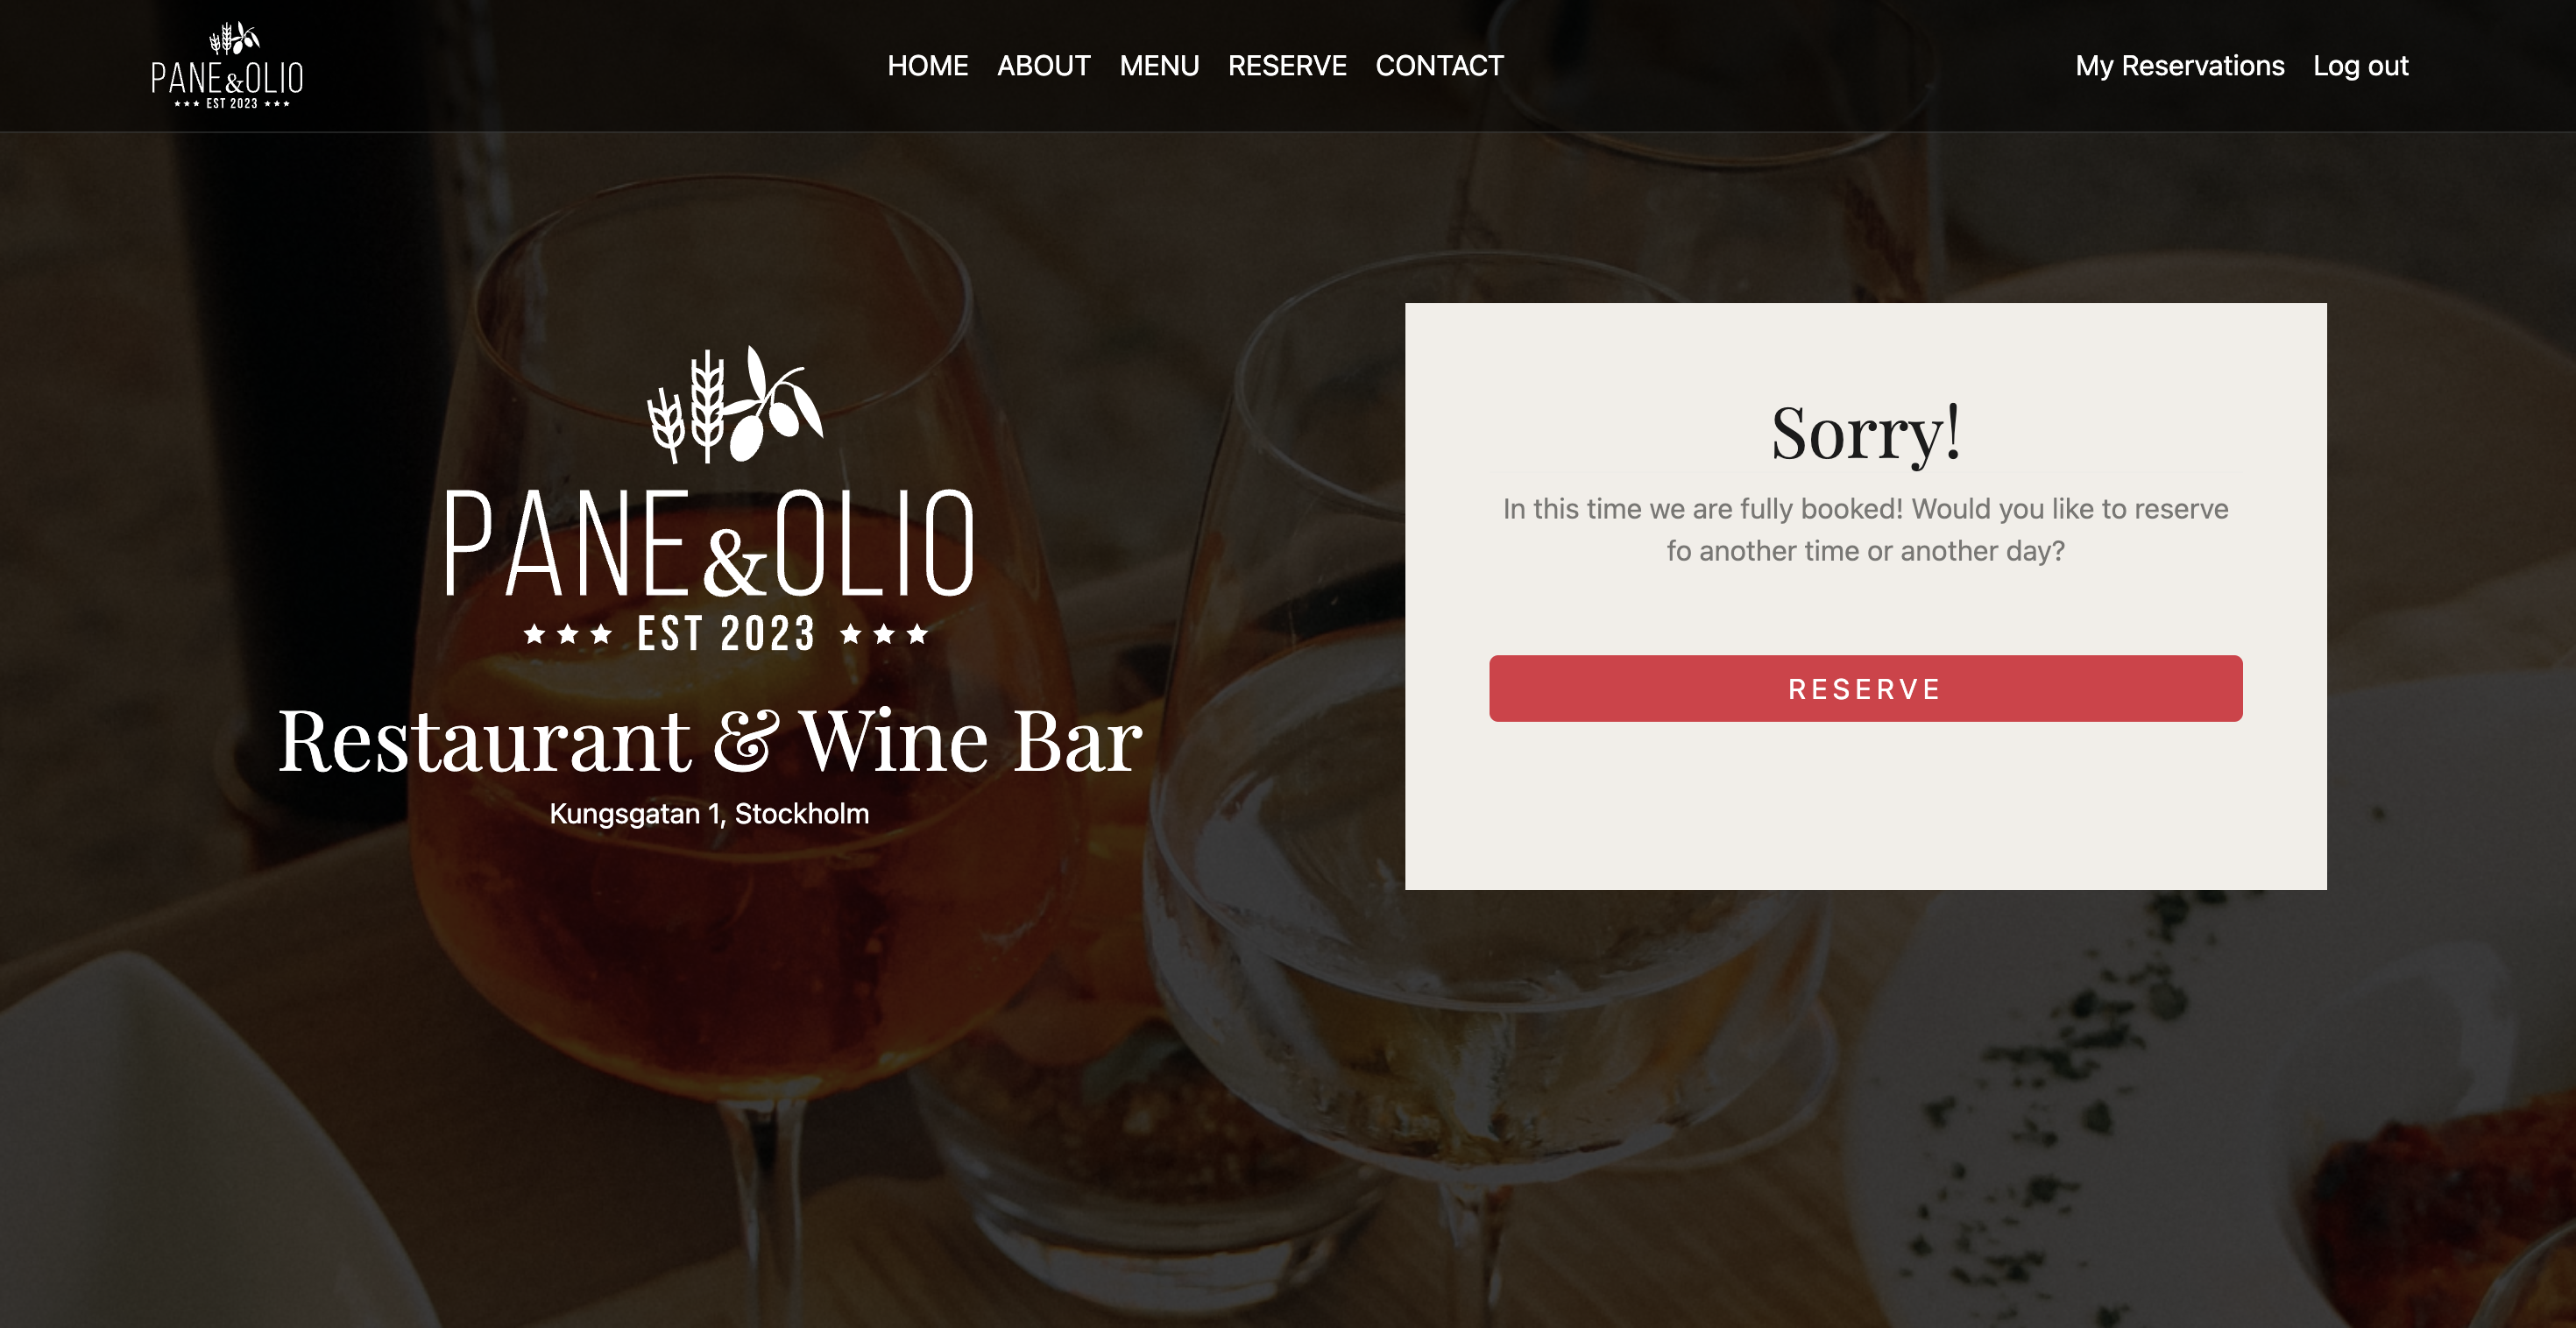 PANE&OLIO
*** EST 2023 ***
HOME ABOUT MENU RESERVE CONTACT
My Reservations Log out
PANE&OLIO
★★★ EST 2023 ★★★
Restaurant & Wine Bar
Kungsgatan 1, Stockholm
Sorry!
In this time we are fully booked! Would you like to reserve
fo another time or another day?
RESERVE